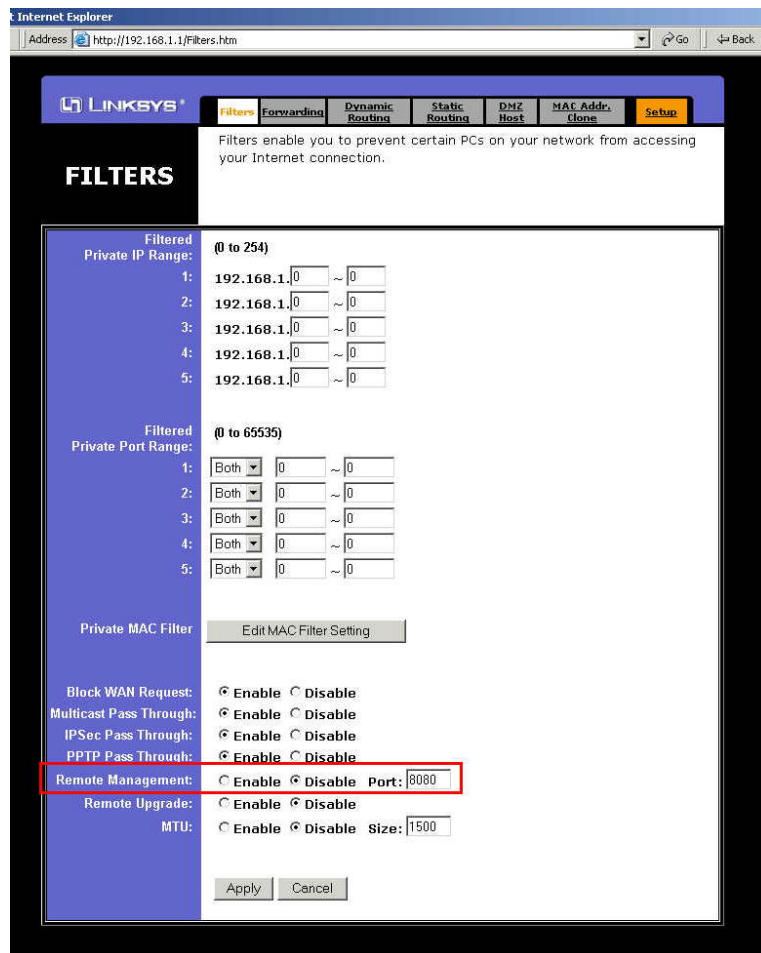 t Internet Explorer
Address http://192.168.1.1/Filters.htm Go Back
LINKSYS® Filters Forwarding Dynamic Routing Static Routing DMZ Host MAC Addr. Clone Setup
FILTERS
Filters enable you to prevent certain PCs on your network from accessing
your Internet connection.
Filtered
Private IP Range: (0 to 254)
1: 192.168.1.0 ~ 0
2: 192.168.1.0 ~ 0
3: 192.168.1.0 ~ 0
4: 192.168.1.0 ~ 0
5: 192.168.1.0 ~ 0
Filtered
Private Port Range: (0 to 65535)
1: Both 0 ~ 0
2: Both 0 ~ 0
3: Both 0 ~ 0
4: Both 0 ~ 0
5: Both 0 ~ 0
Private MAC Filter Edit MAC Filter Setting
Block WAN Request: Enable Disable
Multicast Pass Through: Enable Disable
IPSec Pass Through: Enable Disable
PPTP Pass Through: Enable Disable
Remote Management: Enable Disable Port: 8080
Remote Upgrade: Enable Disable
MTU: Enable Disable Size: 1500
Apply Cancel